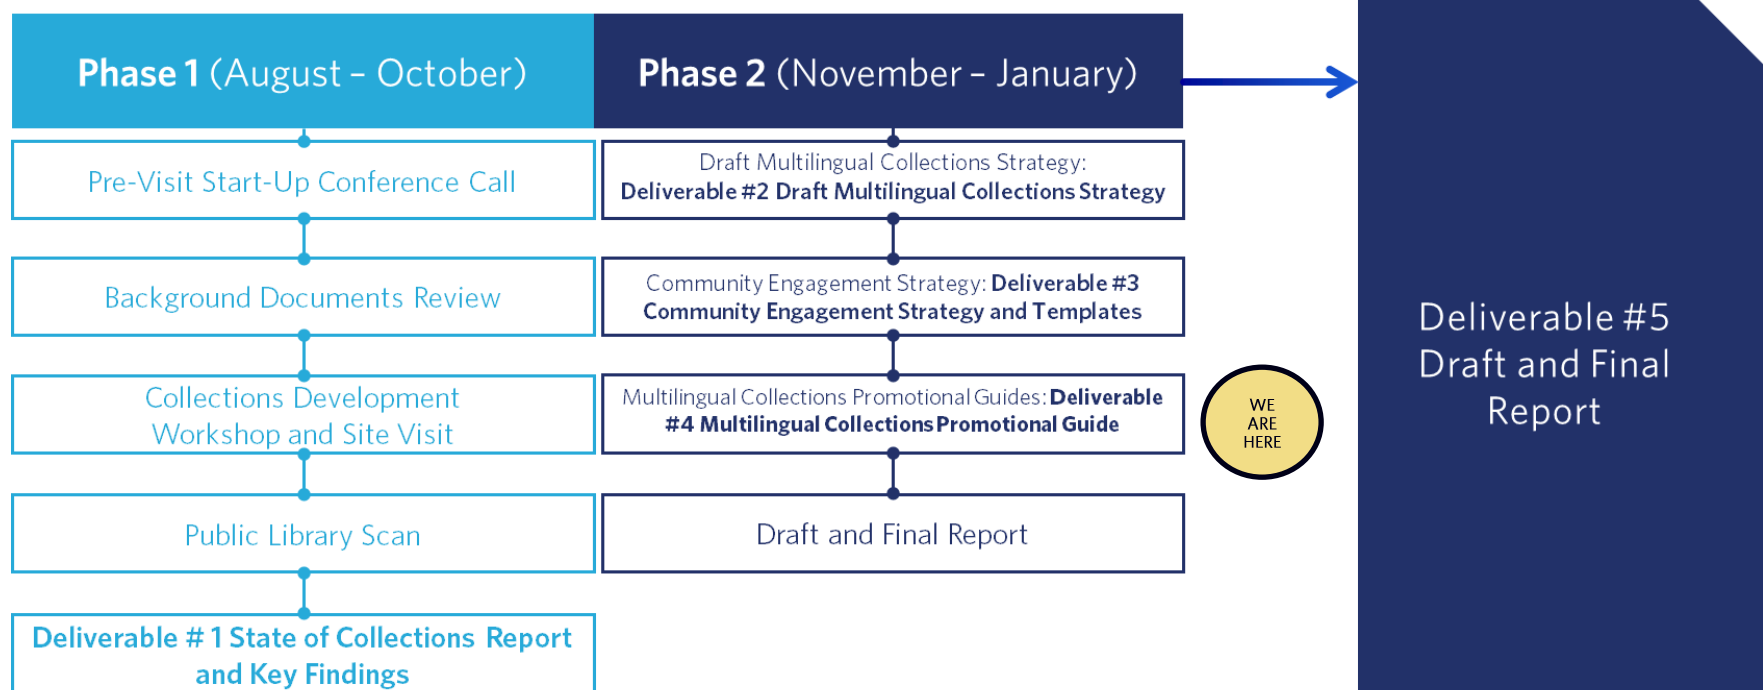 Phase 1 (August – October)
Phase 2 (November – January)
Pre-Visit Start-Up Conference Call
Background Documents Review
Collections Development
Workshop and Site Visit
Public Library Scan
Deliverable # 1 State of Collections Report
and Key Findings
Draft Multilingual Collections Strategy:
Deliverable #2 Draft Multilingual Collections Strategy
Community Engagement Strategy: Deliverable #3
Community Engagement Strategy and Templates
Multilingual Collections Promotional Guides: Deliverable
#4 Multilingual Collections Promotional Guide
Draft and Final Report
WE
ARE
HERE
Deliverable #5
Draft and Final
Report